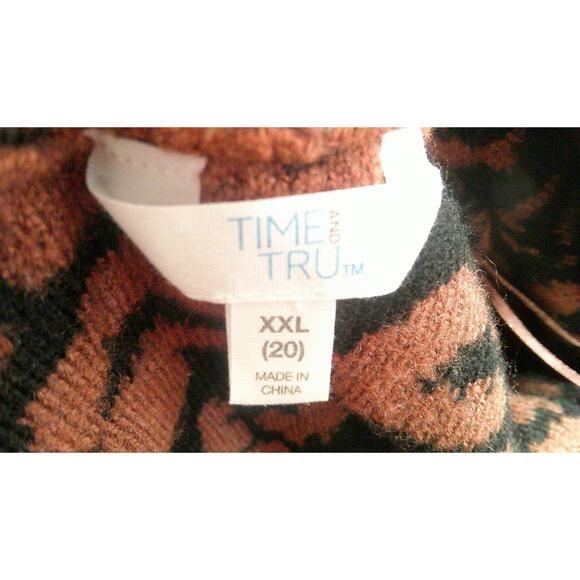 TIME AND
TRU™
XXL
(20)
MADE IN
CHINA